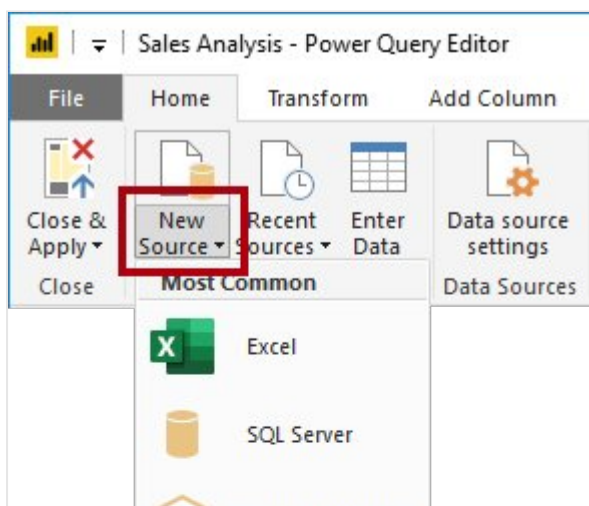 Sales Analysis - Power Query Editor
File Home Transform Add Column
Close & Apply
New Source
Recent Sources
Enter Data
Data source settings
Close
Most Common
Data Sources
Excel
SQL Server